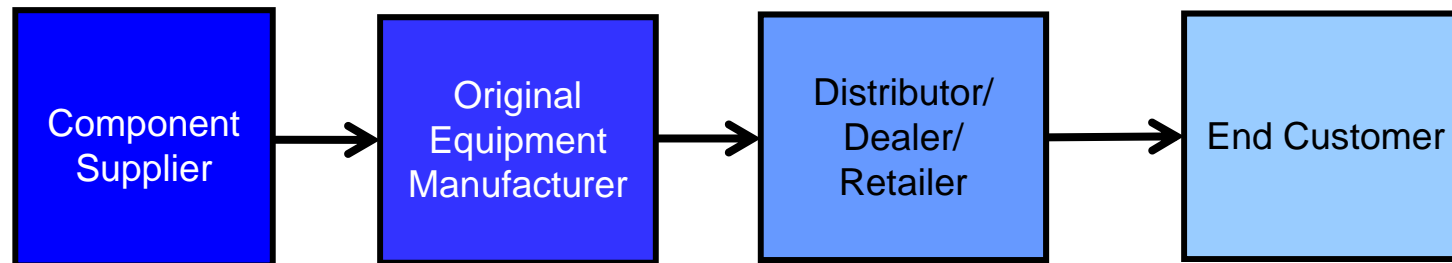 Component
Supplier
Original
Equipment
Manufacturer
Distributor/
Dealer/
Retailer
End Customer